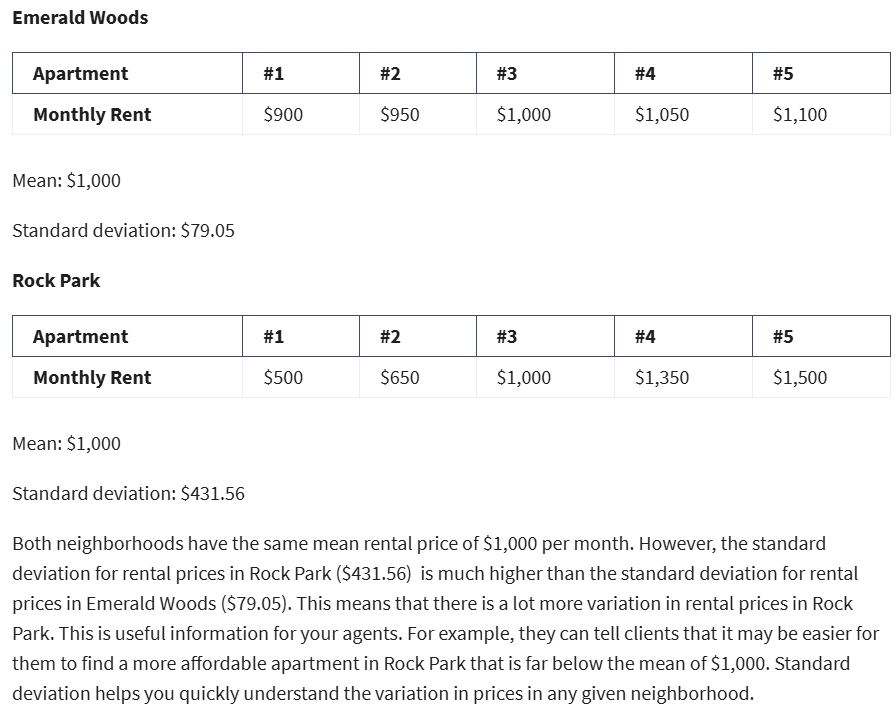 Emerald Woods
Apartment #1 #2 #3 #4 #5
Monthly Rent $900 $950 $1,000 $1,050 $1,100
Mean: $1,000
Standard deviation: $79.05
Rock Park
Apartment #1 #2 #3 #4 #5
Monthly Rent $500 $650 $1,000 $1,350 $1,500
Mean: $1,000
Standard deviation: $431.56
Both neighborhoods have the same mean rental price of $1,000 per month. However, the standard
deviation for rental prices in Rock Park ($431.56)  is much higher than the standard deviation for rental
prices in Emerald Woods ($79.05). This means that there is a lot more variation in rental prices in Rock
Park. This is useful information for your agents. For example, they can tell clients that it may be easier for
them to find a more affordable apartment in Rock Park that is far below the mean of $1,000. Standard
deviation helps you quickly understand the variation in prices in any given neighborhood.